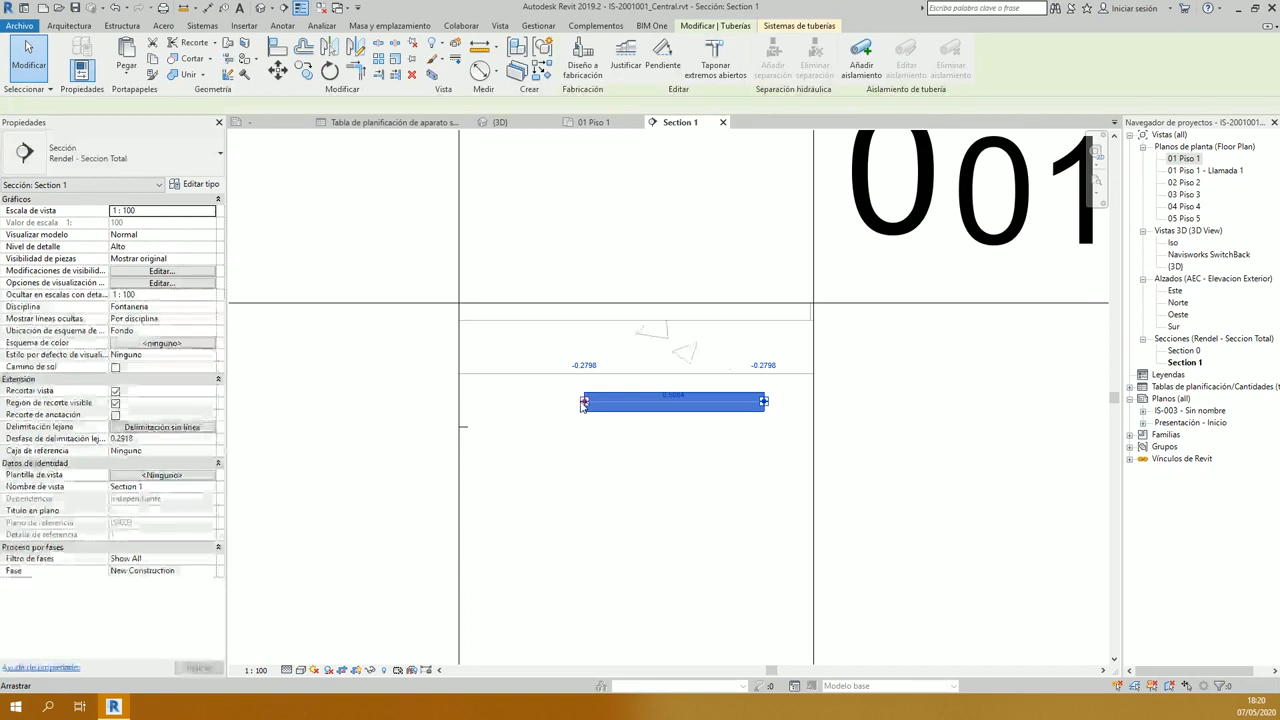 Autodesk Revit 2019.2 - IS-2001001_Central.rvt - Sección: Section 1
Escriba palabra clave o frase
Iniciar sesión
Archivo Arquitectura Estructura Acero Sistemas Insertar Anotar Analizar Masa y emplazamiento Colaborar Vista Gestionar Complementos BIM One Modificar | Tuberías Sistemas de tuberías
Recorte
Cortar
Unir
Modificar Propiedades Pegar
Diseño a fabricación
Justificar Pendiente
Taponar extremos abiertos
Añadir separación
Eliminar separación
Añadir aislamiento
Editar aislamiento
Eliminar aislamiento
Seleccionar Propiedades Portapapeles Geometría Modificar Vista Medir Crear Fabricación Editar Separación hidráulica Aislamiento de tubería
Propiedades
Tabla de planificación de aparato s...
{3D}
01 Piso 1
Section 1
Navegador de proyectos - IS-2001001...
Sección
Rendel - Seccion Total
Sección: Section 1
Editar tipo
Gráficos
Escala de vista 1 : 100
Valor de escala 1: 100
Visualizar modelo Normal
Nivel de detalle Alto
Visibilidad de piezas Mostrar original
Modificaciones de visibilid... Editar...
Opciones de visualización ... Editar...
Ocultar en escalas con deta... 1 : 100
Disciplina Fontanería
Mostrar líneas ocultas Por disciplina
Ubicación de esquema de ... Fondo
Esquema de color <ninguno>
Estilo por defecto de visuali... Ninguno
Camino de sol
Extensión
Recortar vista
Región de recorte visible
Recorte de anotación
Delimitación lejana Delimitación sin línea
Desfase de delimitación lej... 0.2918
Caja de referencia Ninguno
Datos de identidad
Plantilla de vista <Ninguno>
Nombre de vista Section 1
Dependencia Independiente
Título en plano
Plano de referencia
Detalle de referencia
Proceso por fases
Filtro de fases Show All
Fase New Construction
Ayuda de propiedades
Aplicar
001
-0.2798
-0.2798
Vistas (all)
Planos de planta (Floor Plan)
01 Piso 1
01 Piso 1 - Llamada 1
02 Piso 2
03 Piso 3
04 Piso 4
05 Piso 5
Vistas 3D (3D View)
Iso
Navisworks SwitchBack
{3D}
Alzados (AEC - Elevacion Exterior)
Este
Norte
Oeste
Sur
Secciones (Rendel - Seccion Total)
Section 0
Section 1
Leyendas
Tablas de planificación/Cantidades (t
Planos (all)
IS-003 - Sin nombre
Presentación - Inicio
Familias
Grupos
Vínculos de Revit
1 : 100
Arrastrar
:0
Modelo base
:0
18:20
07/05/2020